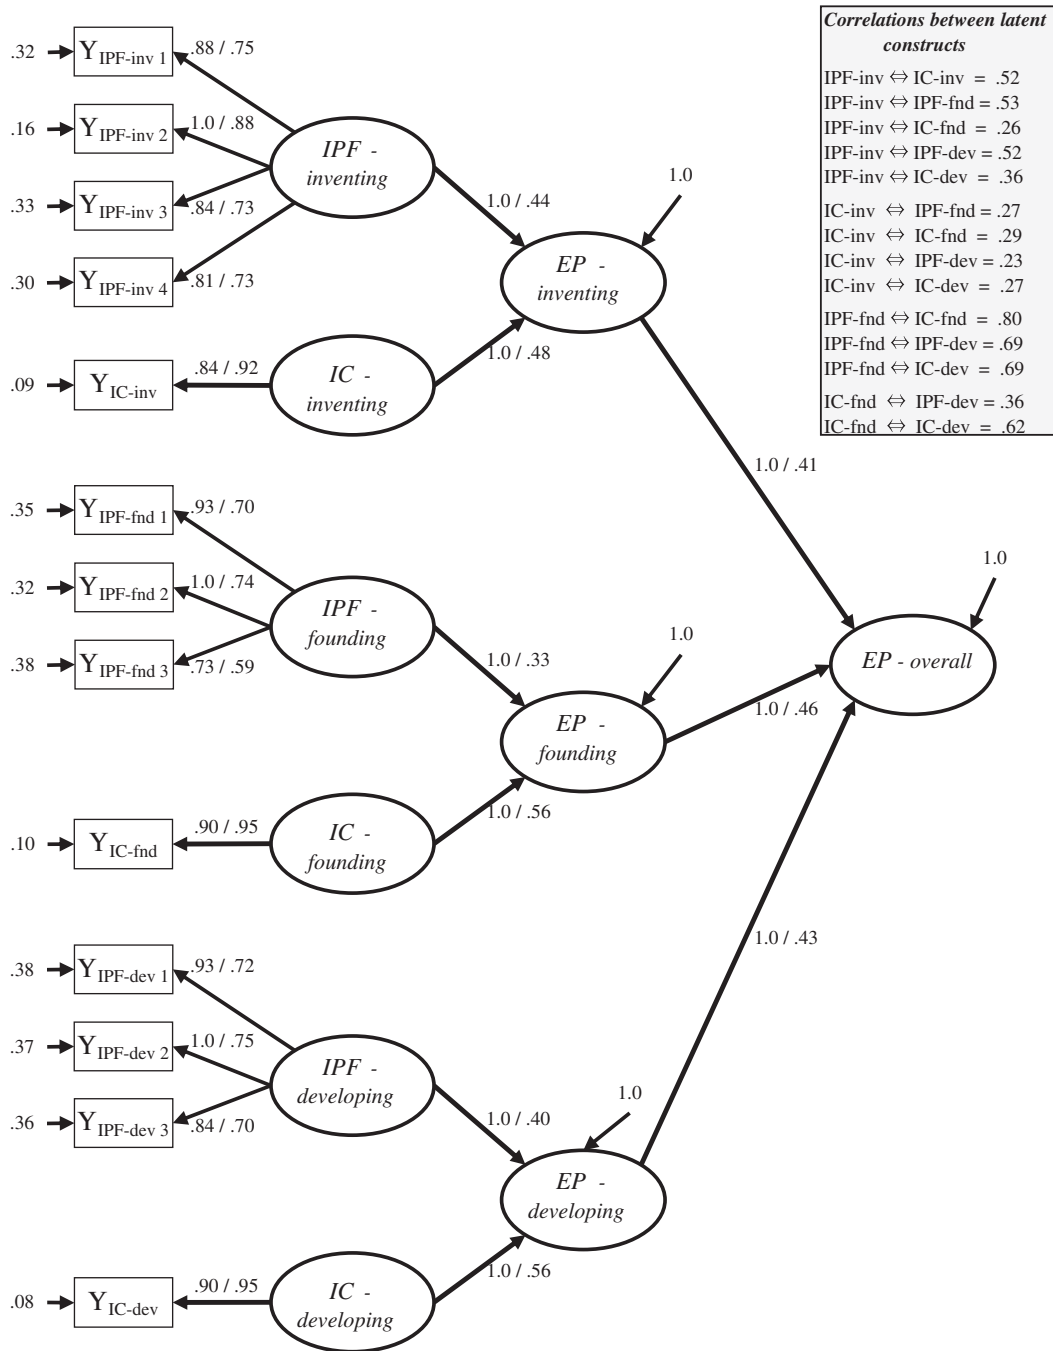 Correlations between latent
constructs
IPF-inv ⇔ IC-inv = .52
IPF-inv ⇔ IPF-fnd = .53
IPF-inv ⇔ IC-fnd = .26
IPF-inv ⇔ IPF-dev = .52
IPF-inv ⇔ IC-dev = .36
IC-inv ⇔ IPF-fnd = .27
IC-inv ⇔ IC-fnd = .29
IC-inv ⇔ IPF-dev = .23
IC-inv ⇔ IC-dev = .27
IPF-fnd ⇔ IC-fnd = .80
IPF-fnd ⇔ IPF-dev = .69
IPF-fnd ⇔ IC-dev = .69
IC-fnd ⇔ IPF-dev = .36
IC-fnd ⇔ IC-dev = .62
.32
Y IPF-inv 1
.88 / .75
.16
Y IPF-inv 2
1.0 / .88
.33
Y IPF-inv 3
.84 / .73
.30
Y IPF-inv 4
.81 / .73
IPF -
inventing
1.0 / .44
1.0
EP -
inventing
.09
Y IC-inv
.84 / .92
IC -
inventing
1.0 / .48
1.0 / .41
.35
Y IPF-fnd 1
.93 / .70
.32
Y IPF-fnd 2
1.0 / .74
.38
Y IPF-fnd 3
.73 / .59
IPF -
founding
1.0 / .33
1.0
EP -
founding
1.0 / .46
1.0
EP - overall
.10
Y IC-fnd
.90 / .95
IC -
founding
1.0 / .56
1.0 / .43
.38
Y IPF-dev 1
.93 / .72
.37
Y IPF-dev 2
1.0 / .75
.36
Y IPF-dev 3
.84 / .70
IPF -
developing
1.0 / .40
1.0
EP -
developing
.08
Y IC-dev
.90 / .95
IC -
developing
1.0 / .56